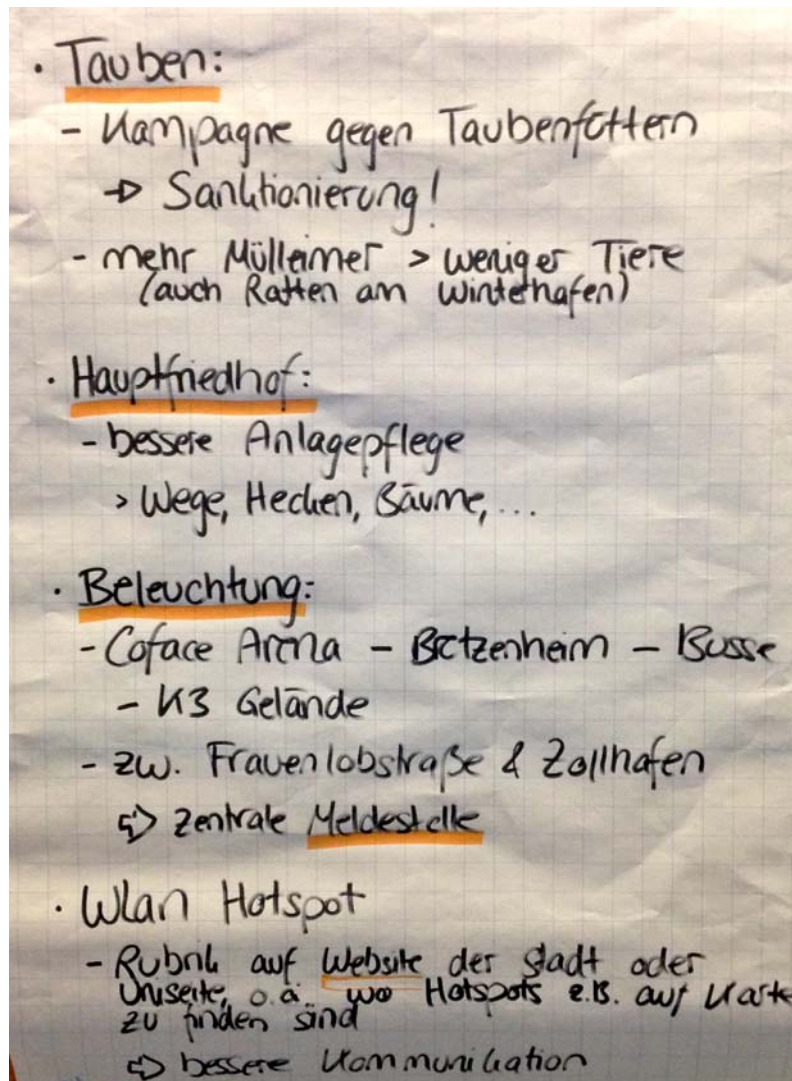 · Tauben:
- Kampagne gegen Taubenfüttern
→ Sanktionierung!
- mehr Mülleimer > weniger Tiere
(auch Ratten am Winterhafen)
· Hauptfriedhof:
- bessere Anlagepflege
> Wege, Hecken, Bäume, ...
· Beleuchtung:
- Coface Arena - Bretzenheim - Busse
- K3 Gelände
- zw. Frauenlobstraße & Zollhafen
⇨ zentrale Meldestelle
· Wlan Hotspot
- Rubrik auf Website der Stadt oder
Uniseite, o.ä. wo Hotspots z.B. auf Karte
zu finden sind
⇨ bessere Kommunikation